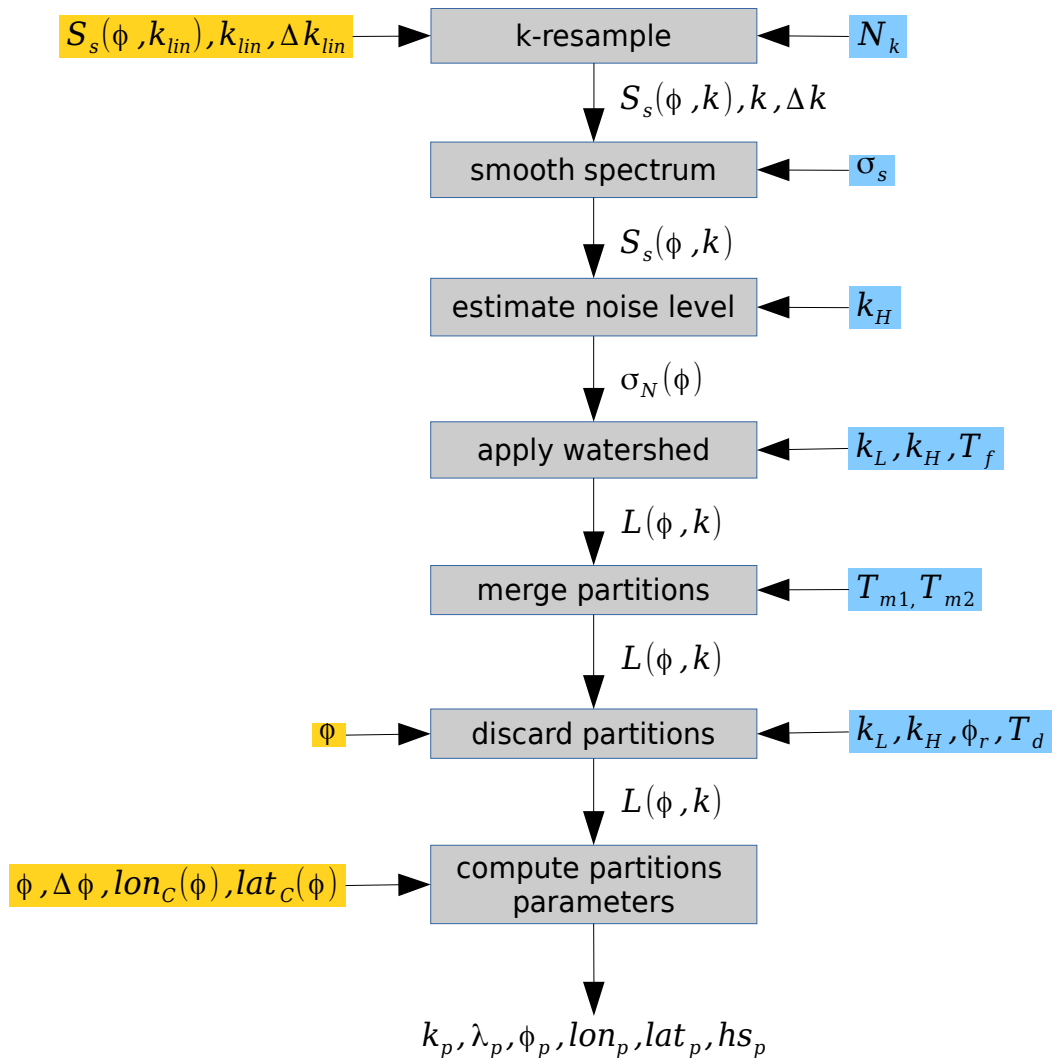 S_s(ϕ,k_lin),k_lin,Δk_lin
k-resample
N_k
S_s(ϕ,k),k,Δk
smooth spectrum
σ_s
S_s(ϕ,k)
estimate noise level
k_H
σ_N(ϕ)
apply watershed
k_L,k_H,T_f
L(ϕ,k)
merge partitions
T_m1,T_m2
L(ϕ,k)
φ
discard partitions
k_L,k_H,ϕ_r,T_d
L(ϕ,k)
ϕ,Δϕ,lon_C(ϕ),lat_C(ϕ)
compute partitions
parameters
k_p,λ_p,ϕ_p,lon_p,lat_p,hs_p